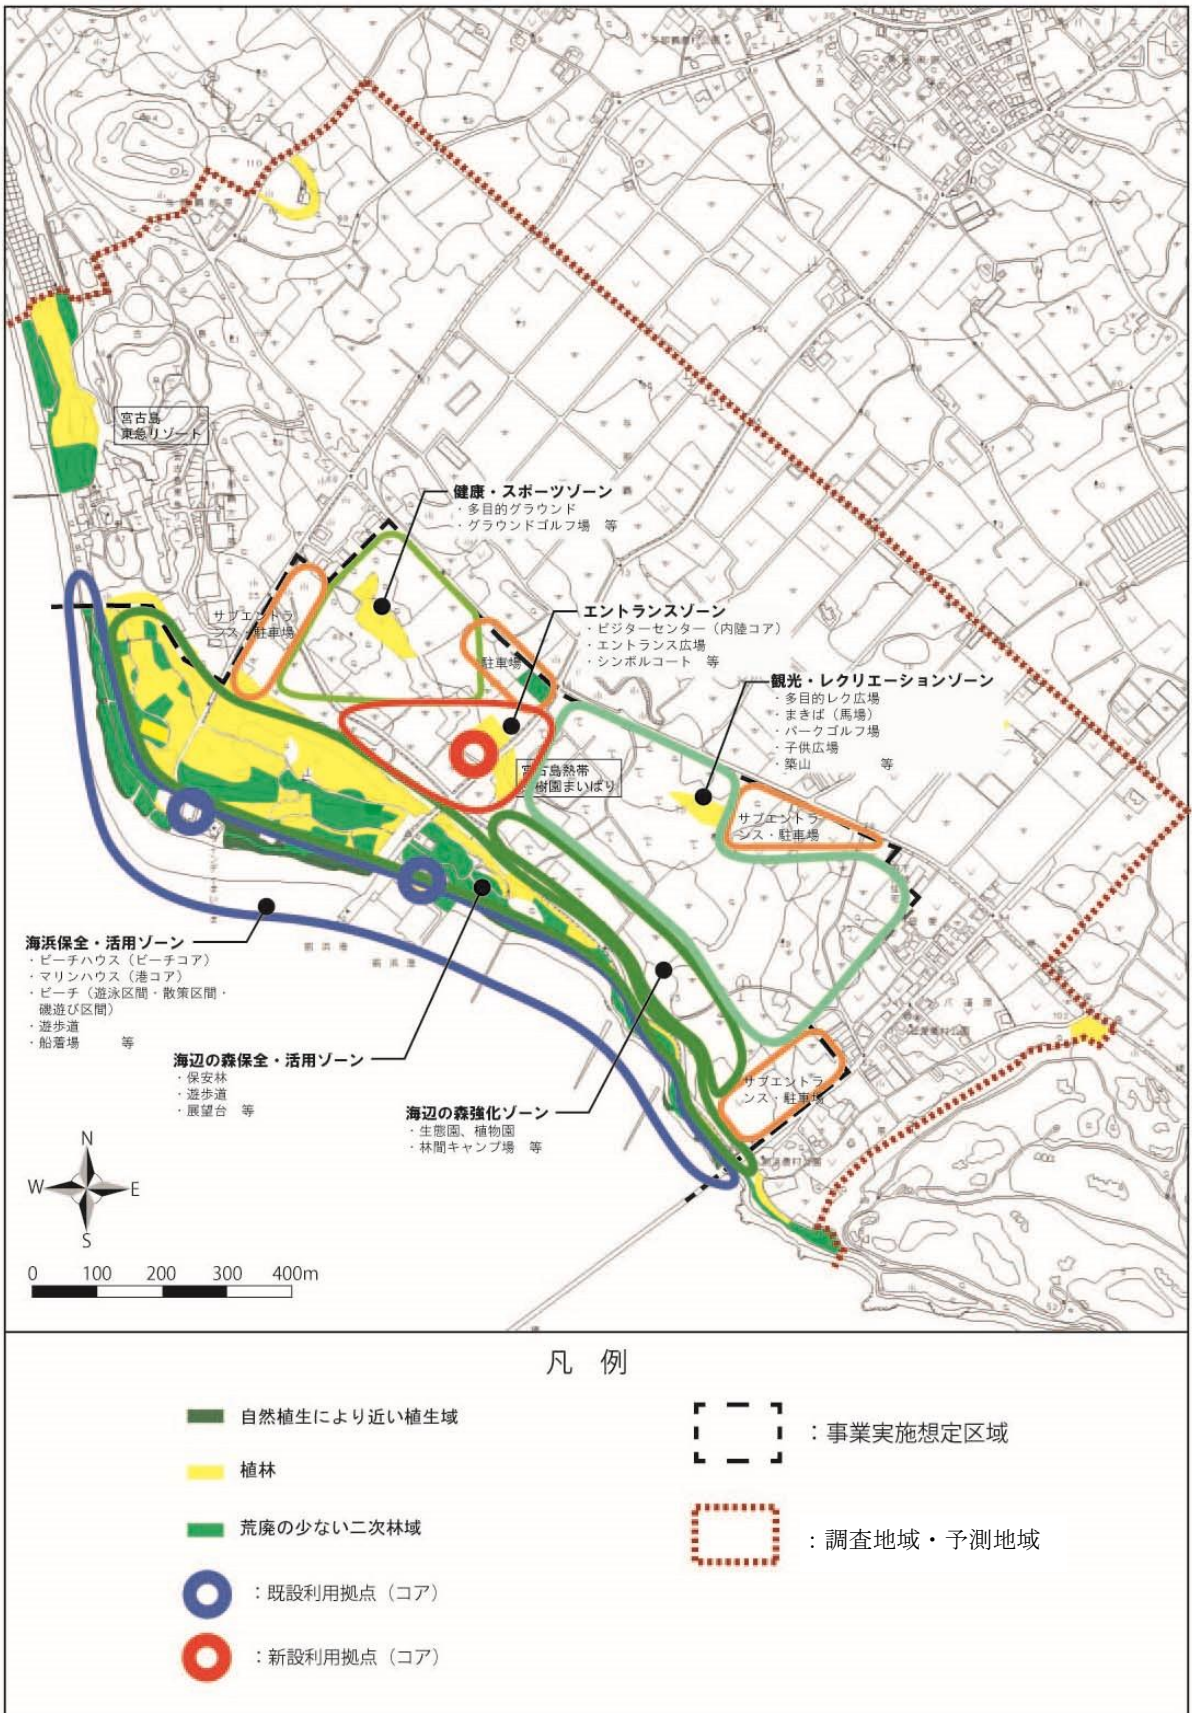 宮古島
東急リゾート
健康・スポーツゾーン
・多目的グラウンド
・グラウンドゴルフ場　等
サブエントラ
ンス・駐車場
エントランスゾーン
・ビジターセンター（内陸コア）
・エントランス広場
・シンボルコート　等
駐車場
観光・レクリエーションゾーン
・多目的レク広場
・まきば（馬場）
・パークゴルフ場
・子供広場
・築山　等
宮古島熱帯
樹園まいばり
サブエントラ
ンス・駐車場
海浜保全・活用ゾーン
・ビーチハウス（ビーチコア）
・マリンハウス（港コア）
・ビーチ（遊泳区間・散策区間・
磯遊び区間）
・遊歩道
・船着場　等
海辺の森保全・活用ゾーン
・保安林
・遊歩道
・展望台　等
海辺の森強化ゾーン
・生態園、植物園
・林間キャンプ場　等
サブエントラ
ンス・駐車場
N
W E
S
0 100 200 300 400m
凡　例
自然植生により近い植生域
植林
荒廃の少ない二次林域
：既設利用拠点（コア）
：新設利用拠点（コア）
：事業実施想定区域
：調査地域・予測地域